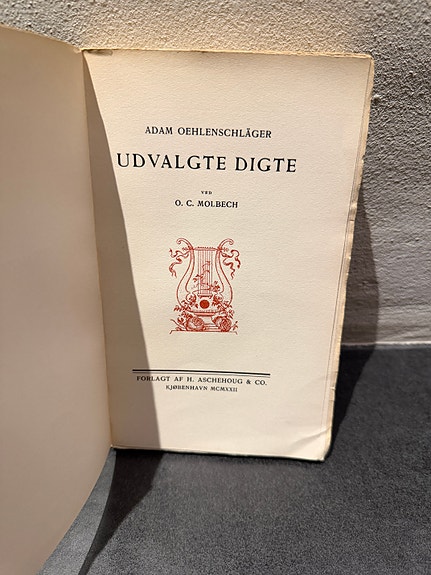 ADAM OEHLENSCHLÄGER
UDVALGTE DIGTE
VED
O. C. MOLBECH
FORLAGT AF H. ASCHEHOUG & CO.
KJØBENHAVN MCMXXII